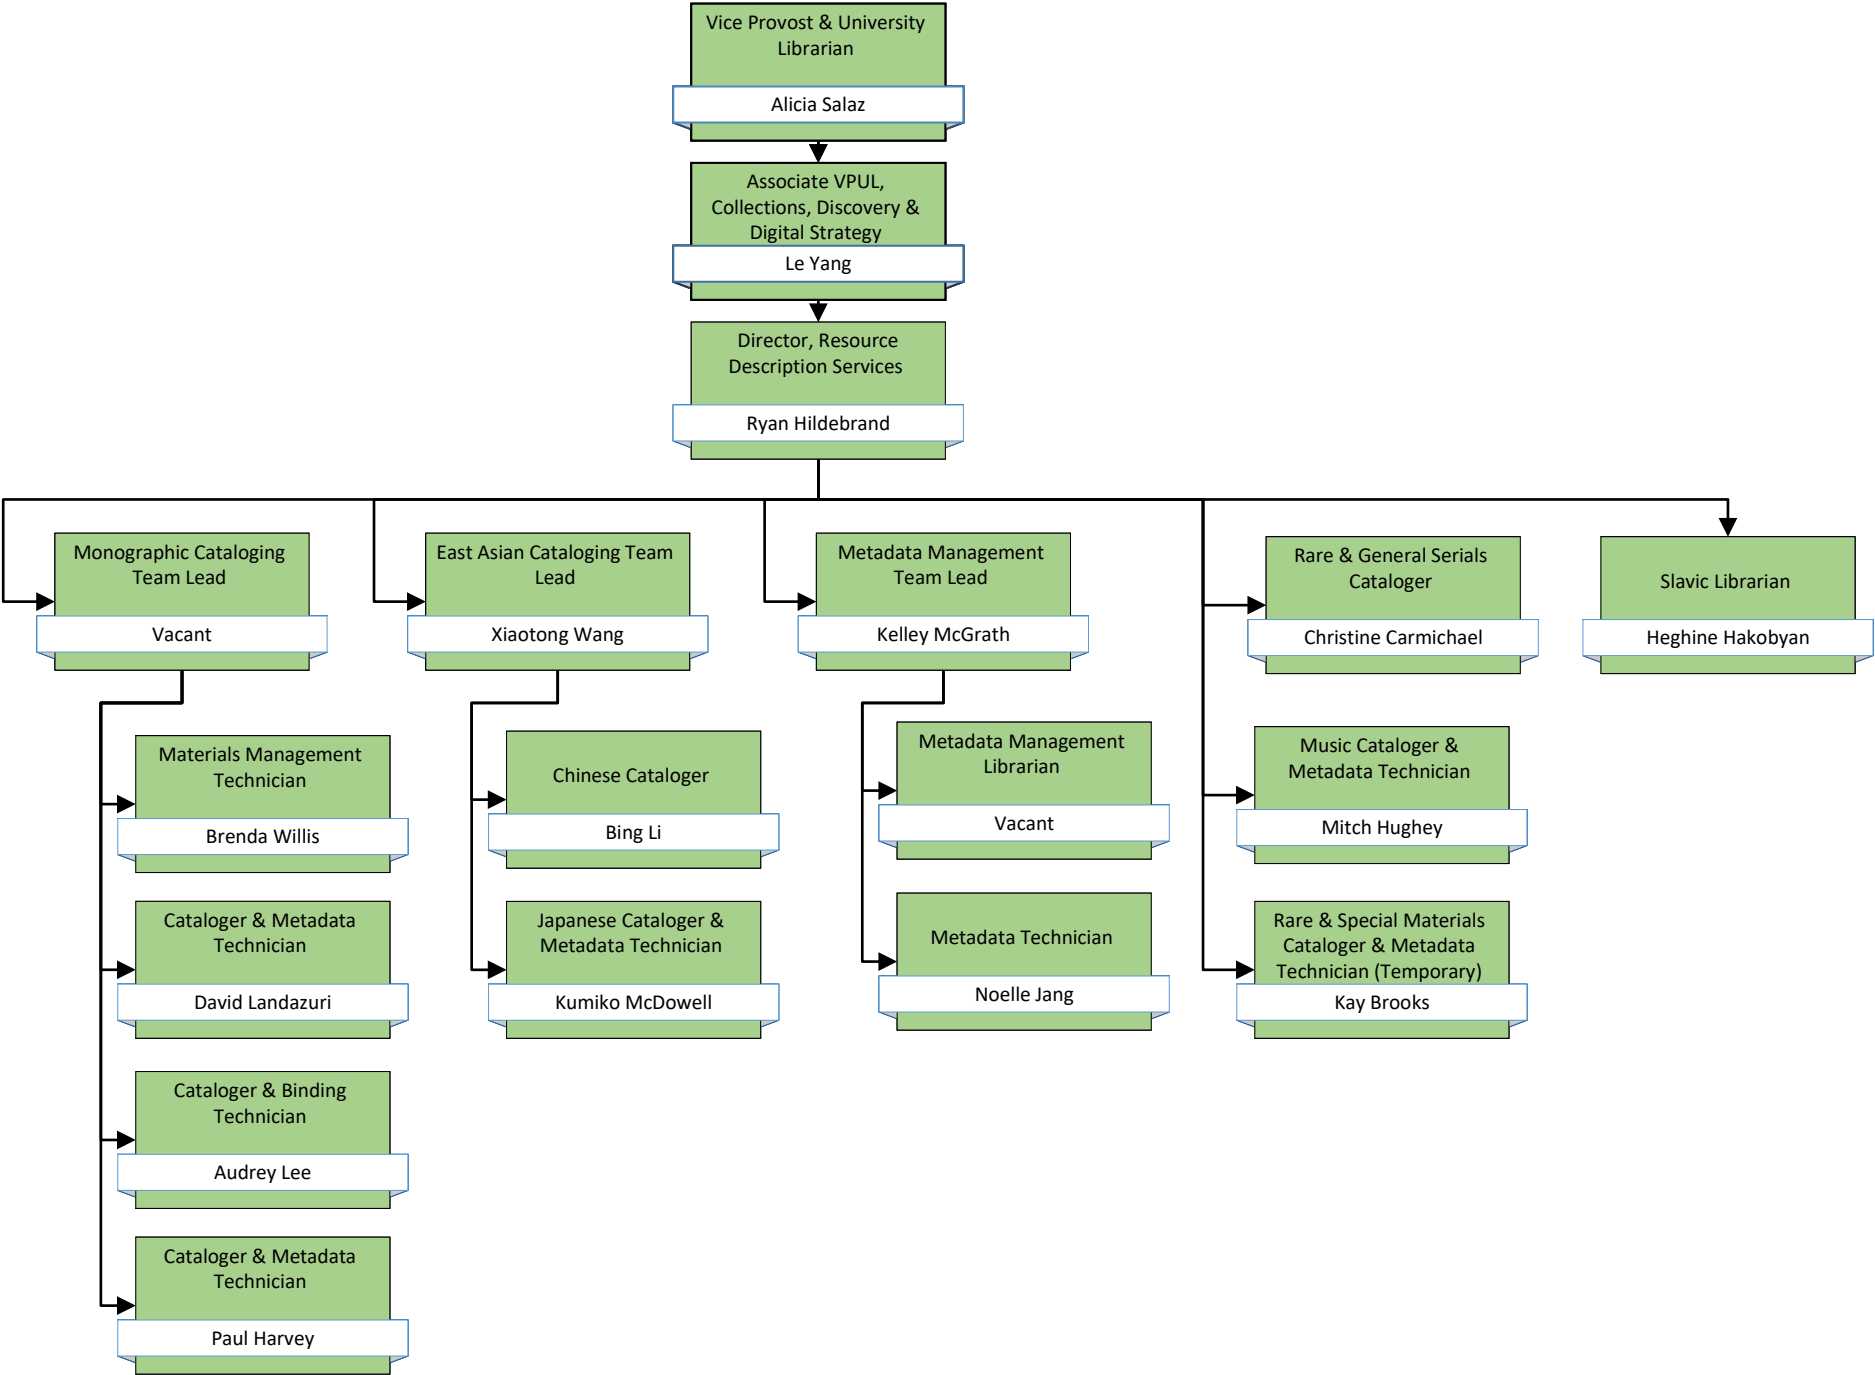 Vice Provost & University
Librarian
Alicia Salaz
Associate VPUL,
Collections, Discovery &
Digital Strategy
Le Yang
Director, Resource
Description Services
Ryan Hildebrand
Monographic Cataloging
Team Lead
Vacant
Materials Management
Technician
Brenda Willis
Cataloger & Metadata
Technician
David Landazuri
Cataloger & Binding
Technician
Audrey Lee
Cataloger & Metadata
Technician
Paul Harvey
East Asian Cataloging Team
Lead
Xiaotong Wang
Chinese Cataloger
Bing Li
Japanese Cataloger &
Metadata Technician
Kumiko McDowell
Metadata Management
Team Lead
Kelley McGrath
Metadata Management
Librarian
Vacant
Metadata Technician
Noelle Jang
Rare & General Serials
Cataloger
Christine Carmichael
Music Cataloger &
Metadata Technician
Mitch Hughey
Rare & Special Materials
Cataloger & Metadata
Technician (Temporary)
Kay Brooks
Slavic Librarian
Heghine Hakobyan